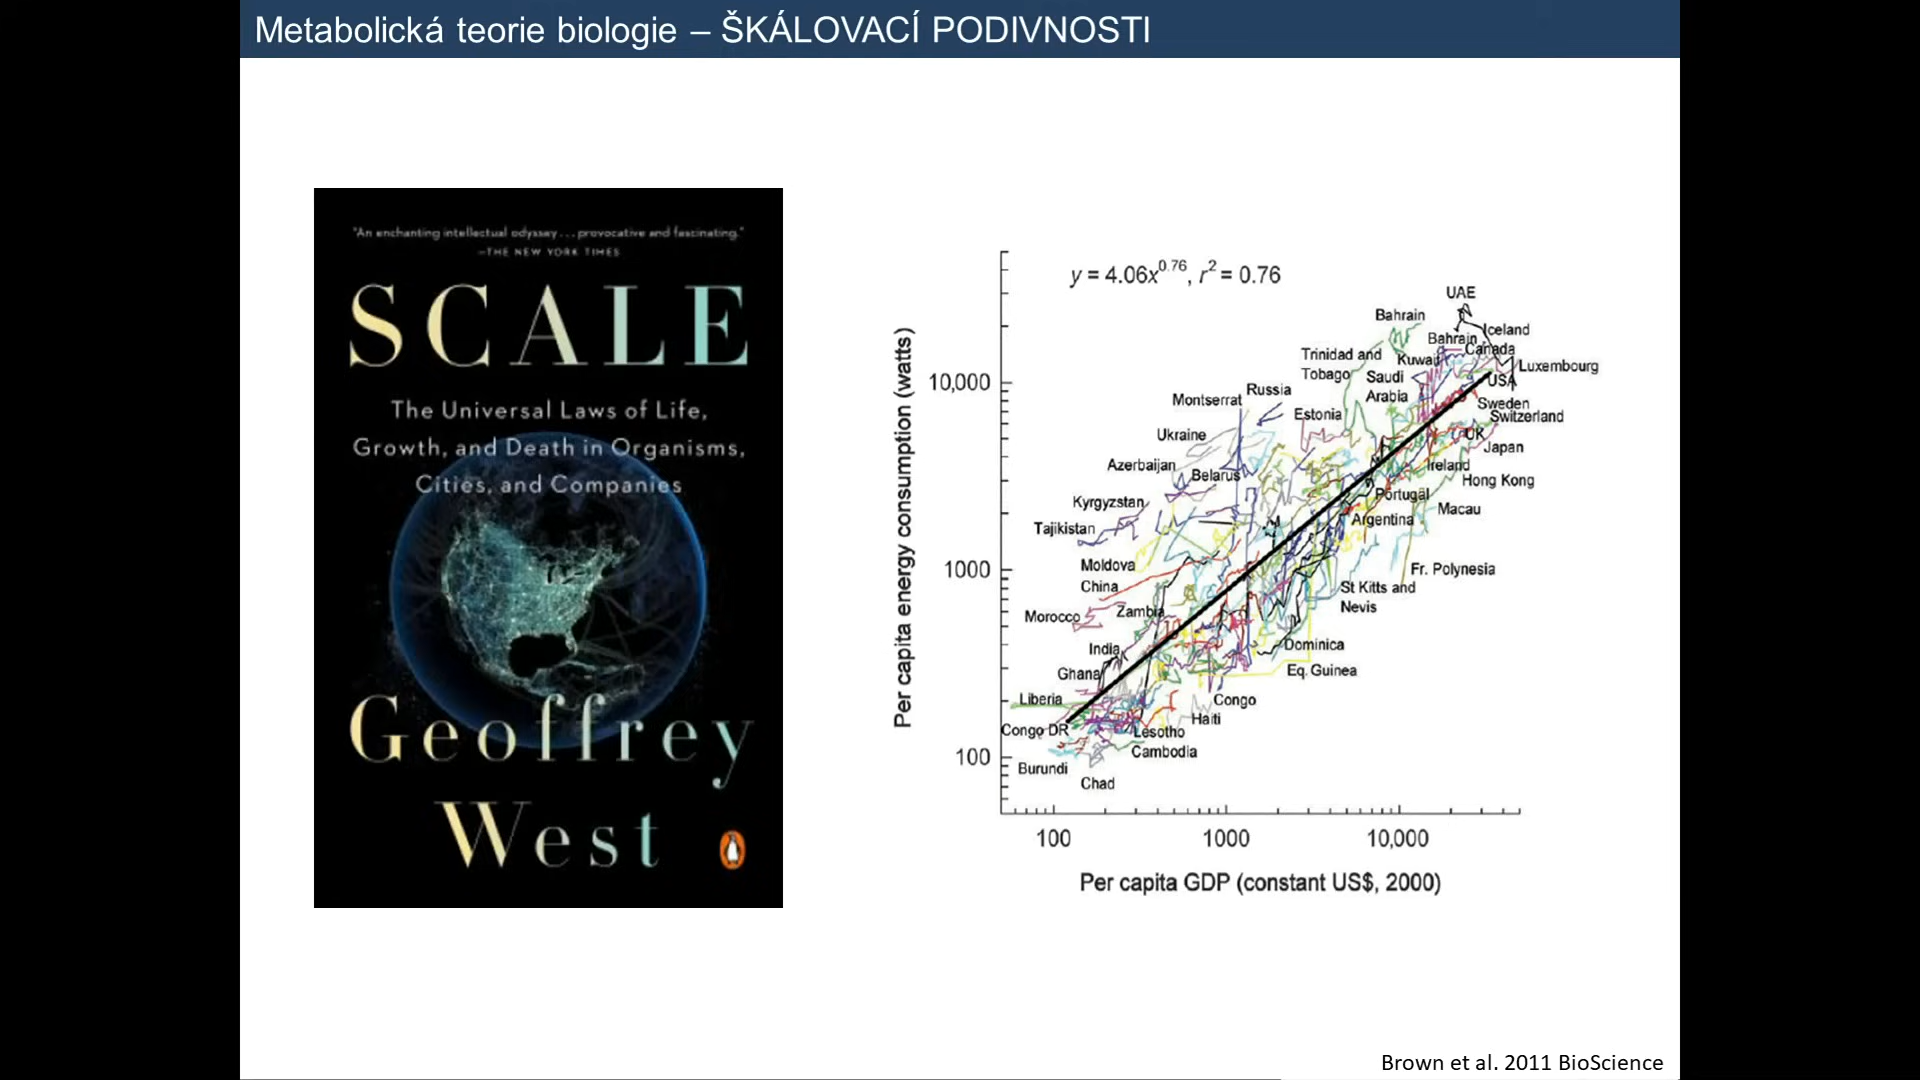 Metabolická teorie biologie – ŠKÁLOVACÍ PODIVNOSTI
"An enchanting intellectual odyssey . . . provocative and fascinating."
—THE NEW YORK TIMES
SCALE
The Universal Laws of Life,
Growth, and Death in Organisms,
Cities, and Companies
Geoffrey
West
y = 4.06x^0.76, r^2 = 0.76
Per capita energy consumption (watts)
10,000
1000
100
UAE
Bahrain
Iceland
Bahrain
Canada
Trinidad and
Tobago
Kuwait
Luxembourg
Saudi
Arabia
USA
Russia
Montserrat
Estonia
Sweden
Switzerland
Ukraine
UK
Japan
Azerbaijan
Belarus
Ireland
Hong Kong
Kyrgyzstan
Portugal
Macau
Tajikistan
Argentina
Moldova
Fr. Polynesia
China
St Kitts and
Nevis
Morocco
Zambia
India
Dominica
Ghana
Eq. Guinea
Liberia
Congo
Haiti
Congo DR
Lesotho
Cambodia
Burundi
Chad
100
1000
10,000
Per capita GDP (constant US$, 2000)
Brown et al. 2011 BioScience